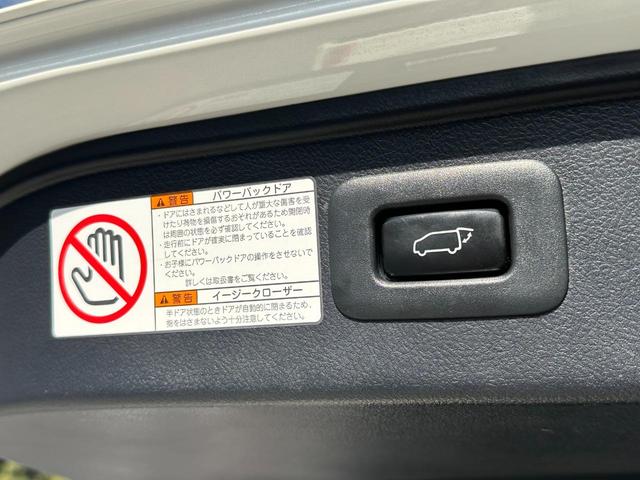 警告 パワーバックドア
・ドアにはさまれるなどして人が重大な傷害を受
けたり荷物を損傷するおそれがあるため開閉時
は周囲の状態を必ず確認してください。
・走行前にドアが確実に閉まっていることを確認
してください。
・お子様にパワーバックドアの操作をさせないで
ください。
詳しくは取扱書をご覧ください。
警告 イージークローザー
半ドア状態のときドアが自動的に閉まるため、
指をはさまないよう十分注意してください。